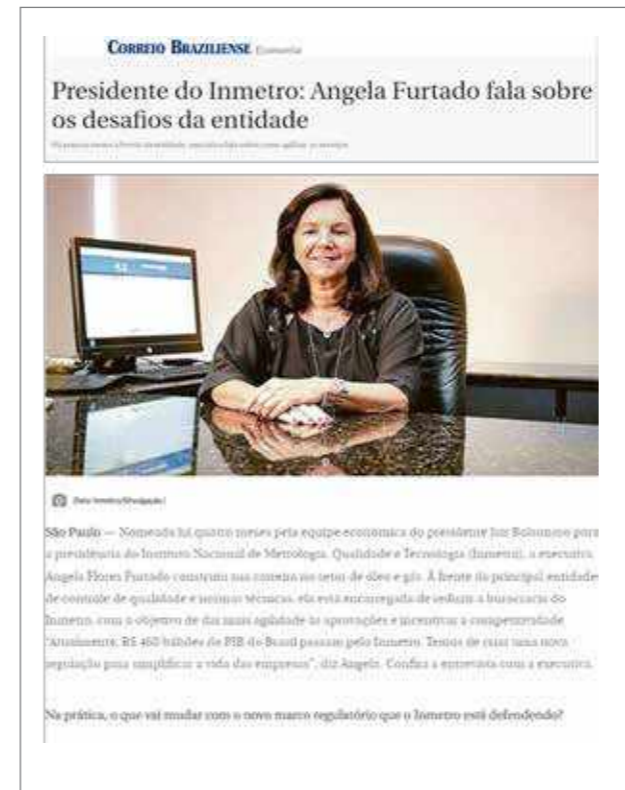 CORREIO BRAZILIENSE Economia
Presidente do Inmetro: Angela Furtado fala sobre
os desafios da entidade
São Paulo — Nomeada há quatro meses pela equipe econômica do presidente Jair Bolsonaro para
a presidência do Instituto Nacional de Metrologia, Qualidade e Tecnologia (Inmetro), a executiva
Angela Flores Furtado construiu sua carreira no setor de óleo e gás. À frente da principal entidade
de controle de qualidade e normas técnicas, ela está encarregada de reduzir a burocracia do
Inmetro, com o objetivo de dar mais agilidade às aprovações e incentivar a competitividade.
"Atualmente, R$ 460 bilhões do PIB do Brasil passam pelo Inmetro. Temos de criar uma nova
regulação para simplificar a vida das empresas", diz Angela. Confira a entrevista com a executiva.
Na prática, o que vai mudar com o novo marco regulatório que o Inmetro está defendendo?